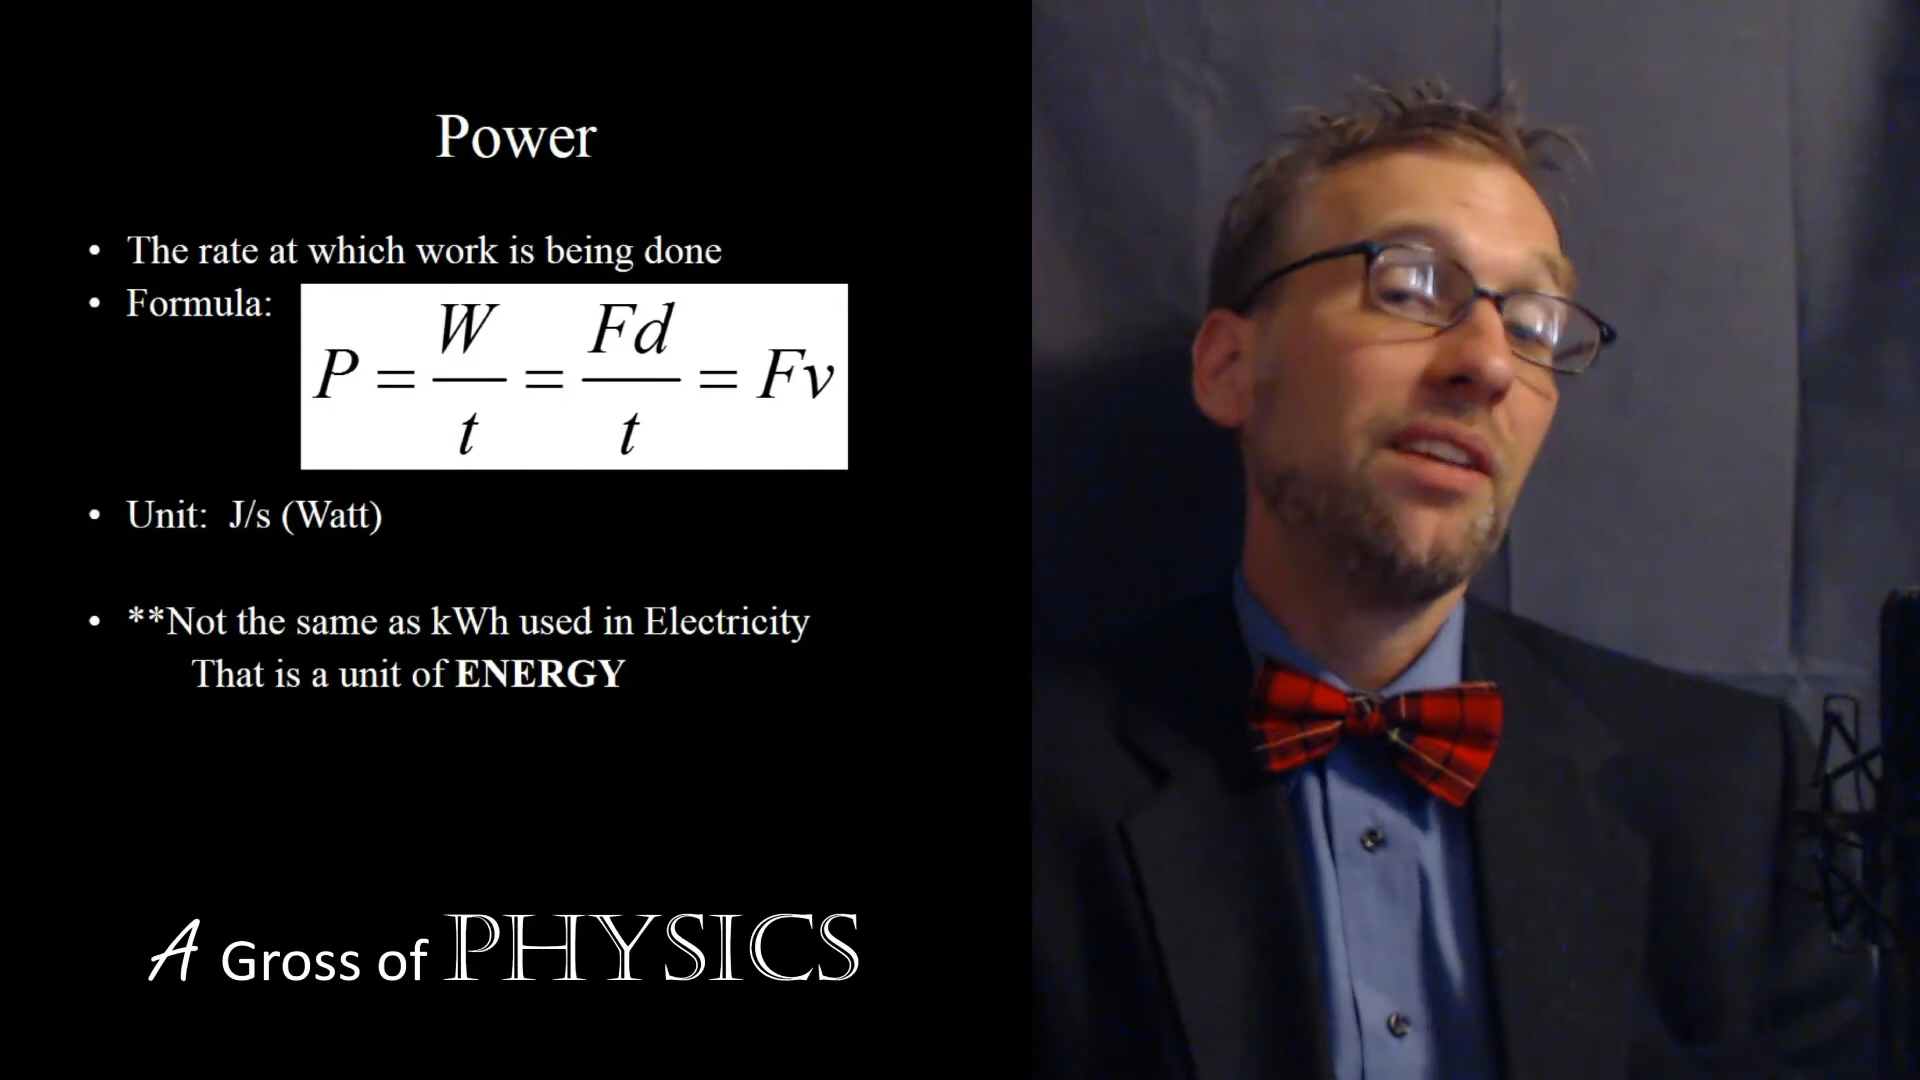 Power
• The rate at which work is being done
• Formula:
P = W/t = Fd/t = Fv
• Unit: J/s (Watt)
• **Not the same as kWh used in Electricity
That is a unit of ENERGY
A Gross of PHYSICS